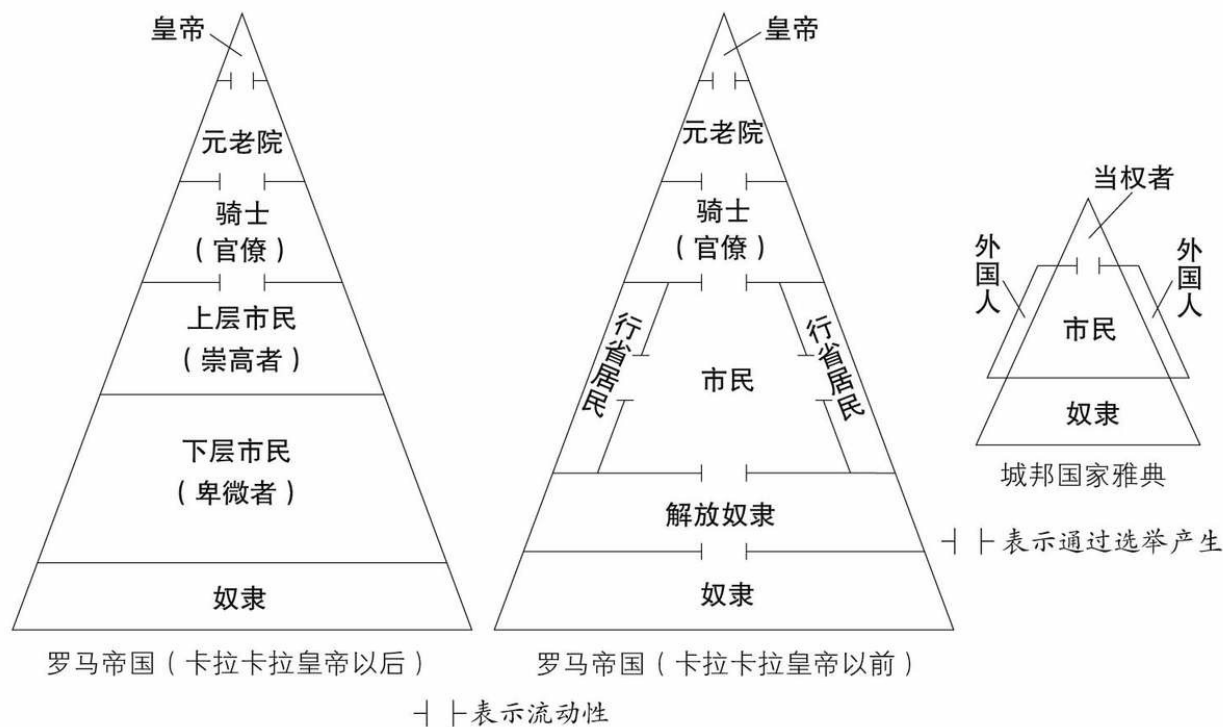 皇帝
元老院
骑士
(官僚)
上层市民
(崇高者)
下层市民
(卑微者)
奴隶
罗马帝国(卡拉卡拉皇帝以后)
皇帝
元老院
骑士
(官僚)
行省居民
市民
行省居民
解放奴隶
奴隶
罗马帝国(卡拉卡拉皇帝以前)
表示流动性
当权者
外国人
外国人
市民
奴隶
城邦国家雅典
表示通过选举产生